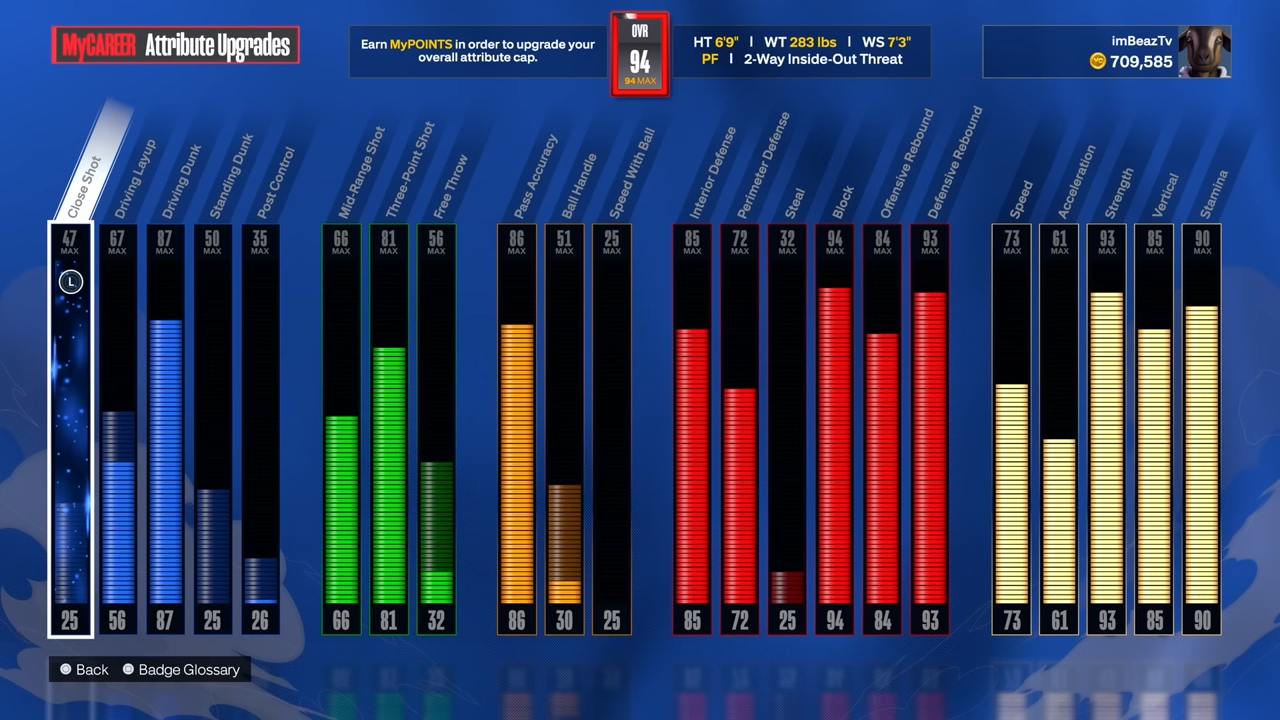 MyCAREER Attribute Upgrades
Earn MyPOINTS in order to upgrade your
overall attribute cap.
OVR
94
94 MAX
HT 6'9" | WT 283 lbs | WS 7'3"
PF | 2-Way Inside-Out Threat
imBeazTv
VC 709,585
Close Shot
Driving Layup
Driving Dunk
Standing Dunk
Post Control
Mid-Range Shot
Three-Point Shot
Free Throw
Pass Accuracy
Ball Handle
Speed With Ball
Interior Defense
Perimeter Defense
Steal
Block
Offensive Rebound
Defensive Rebound
Speed
Acceleration
Strength
Vertical
Stamina
47 67 87 50 35 66 81 56 86 51 25 85 72 32 94 84 93 73 61 93 85 90
MAX MAX MAX MAX MAX MAX MAX MAX MAX MAX MAX MAX MAX MAX MAX MAX MAX MAX MAX MAX MAX MAX
L
25 56 87 25 26 66 81 32 86 30 25 85 72 25 94 84 93 73 61 93 85 90
Back Badge Glossary